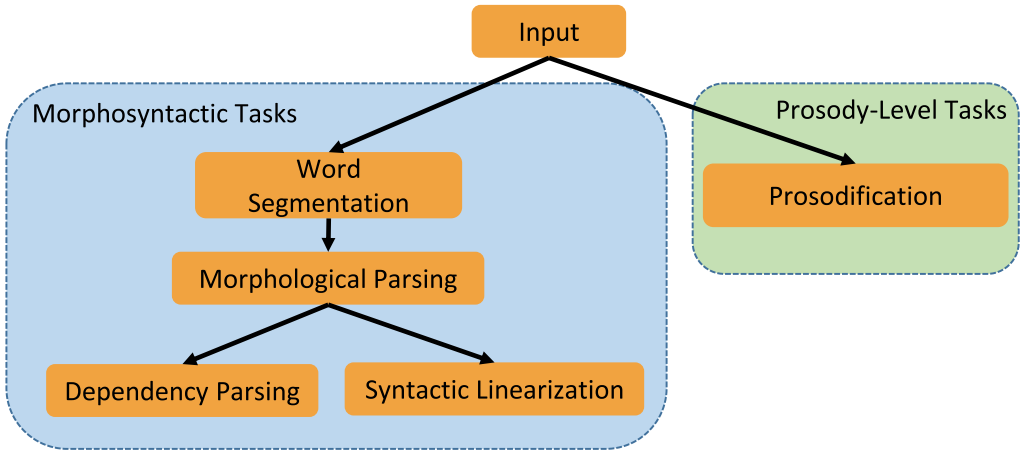 Input
Morphosyntactic Tasks
Prosody-Level Tasks
Word
Segmentation
Prosodification
Morphological Parsing
Dependency Parsing
Syntactic Linearization